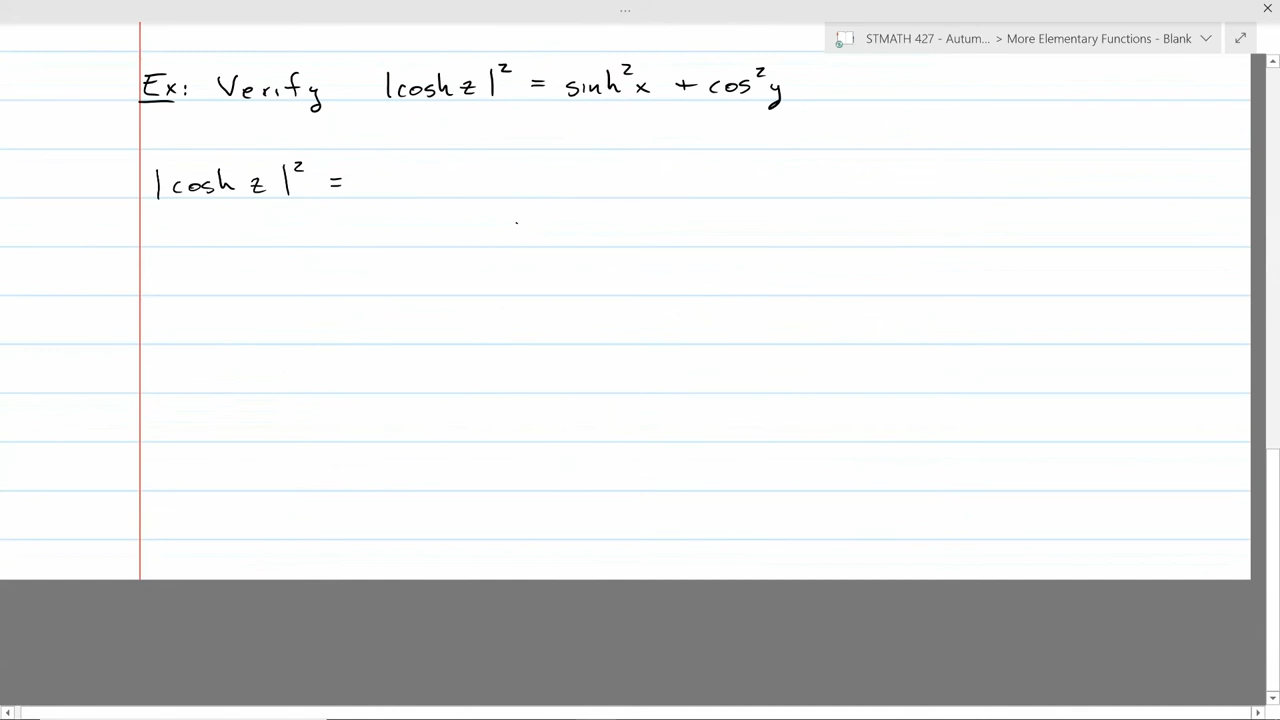 ...
STMATH 427 - Autum... > More Elementary Functions - Blank
Ex: Verify |cosh z|² = sinh²x + cos²y
|cosh z|² =